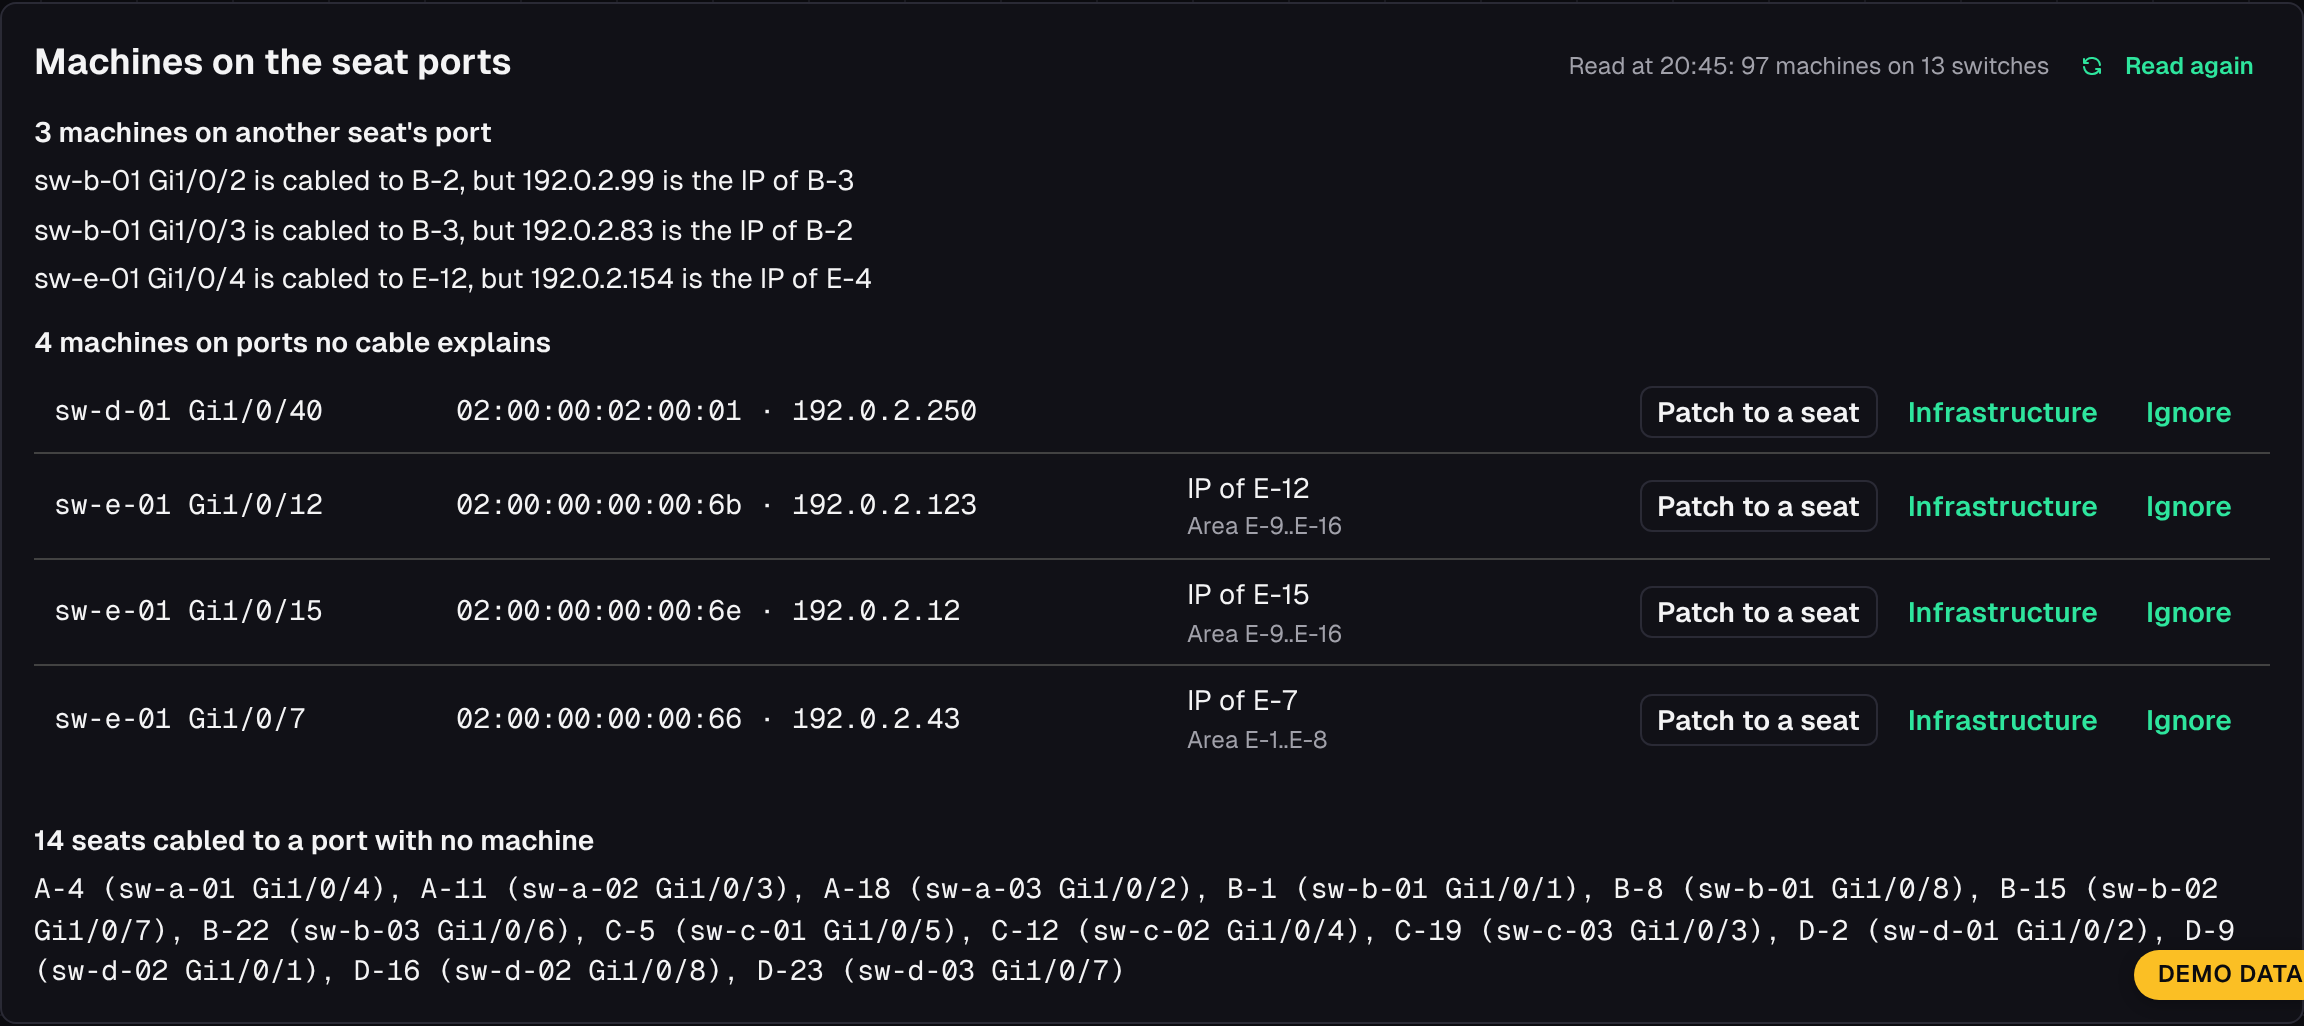 Machines on the seat ports
Read at 20:45: 97 machines on 13 switches
Read again
3 machines on another seat's port
sw-b-01 Gi1/0/2 is cabled to B-2, but 192.0.2.99 is the IP of B-3
sw-b-01 Gi1/0/3 is cabled to B-3, but 192.0.2.83 is the IP of B-2
sw-e-01 Gi1/0/4 is cabled to E-12, but 192.0.2.154 is the IP of E-4
4 machines on ports no cable explains
sw-d-01 Gi1/0/40 02:00:00:02:00:01 · 192.0.2.250 Patch to a seat Infrastructure Ignore
sw-e-01 Gi1/0/12 02:00:00:00:00:6b · 192.0.2.123 IP of E-12 Patch to a seat Infrastructure Ignore
Area E-9..E-16
sw-e-01 Gi1/0/15 02:00:00:00:00:6e · 192.0.2.12 IP of E-15 Patch to a seat Infrastructure Ignore
Area E-9..E-16
sw-e-01 Gi1/0/7 02:00:00:00:00:66 · 192.0.2.43 IP of E-7 Patch to a seat Infrastructure Ignore
Area E-1..E-8
14 seats cabled to a port with no machine
A-4 (sw-a-01 Gi1/0/4), A-11 (sw-a-02 Gi1/0/3), A-18 (sw-a-03 Gi1/0/2), B-1 (sw-b-01 Gi1/0/1), B-8 (sw-b-01 Gi1/0/8), B-15 (sw-b-02
Gi1/0/7), B-22 (sw-b-03 Gi1/0/6), C-5 (sw-c-01 Gi1/0/5), C-12 (sw-c-02 Gi1/0/4), C-19 (sw-c-03 Gi1/0/3), D-2 (sw-d-01 Gi1/0/2), D-9
(sw-d-02 Gi1/0/1), D-16 (sw-d-02 Gi1/0/8), D-23 (sw-d-03 Gi1/0/7)
DEMO DATA